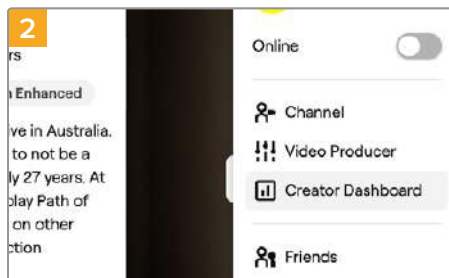 2
rs
Enhanced
ve in Australia.
to not be a
ly 27 years. At
play Path of
on other
ction
Online
Channel
Video Producer
Creator Dashboard
Friends